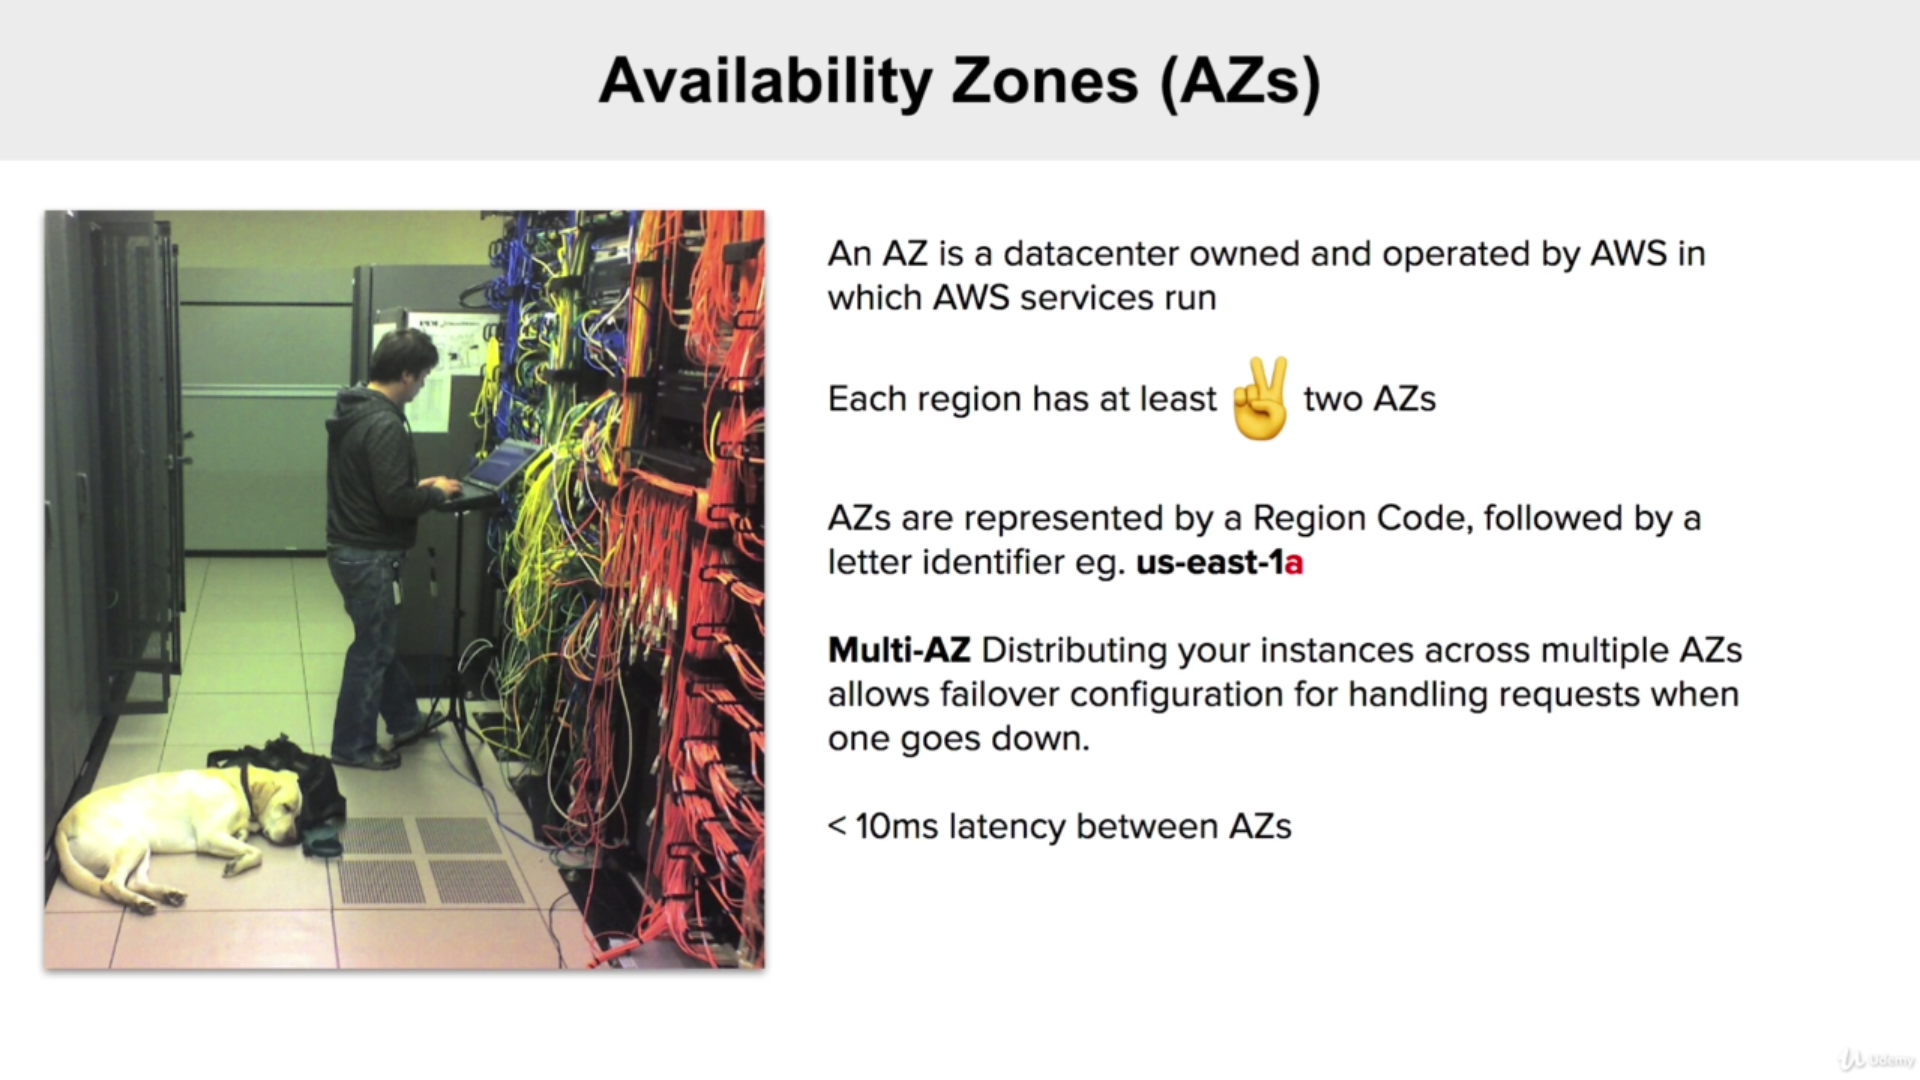 Availability Zones (AZs)
An AZ is a datacenter owned and operated by AWS in
which AWS services run
Each region has at least ✌️ two AZs
AZs are represented by a Region Code, followed by a
letter identifier eg. us-east-1a
Multi-AZ Distributing your instances across multiple AZs
allows failover configuration for handling requests when
one goes down.
< 10ms latency between AZs
Udemy